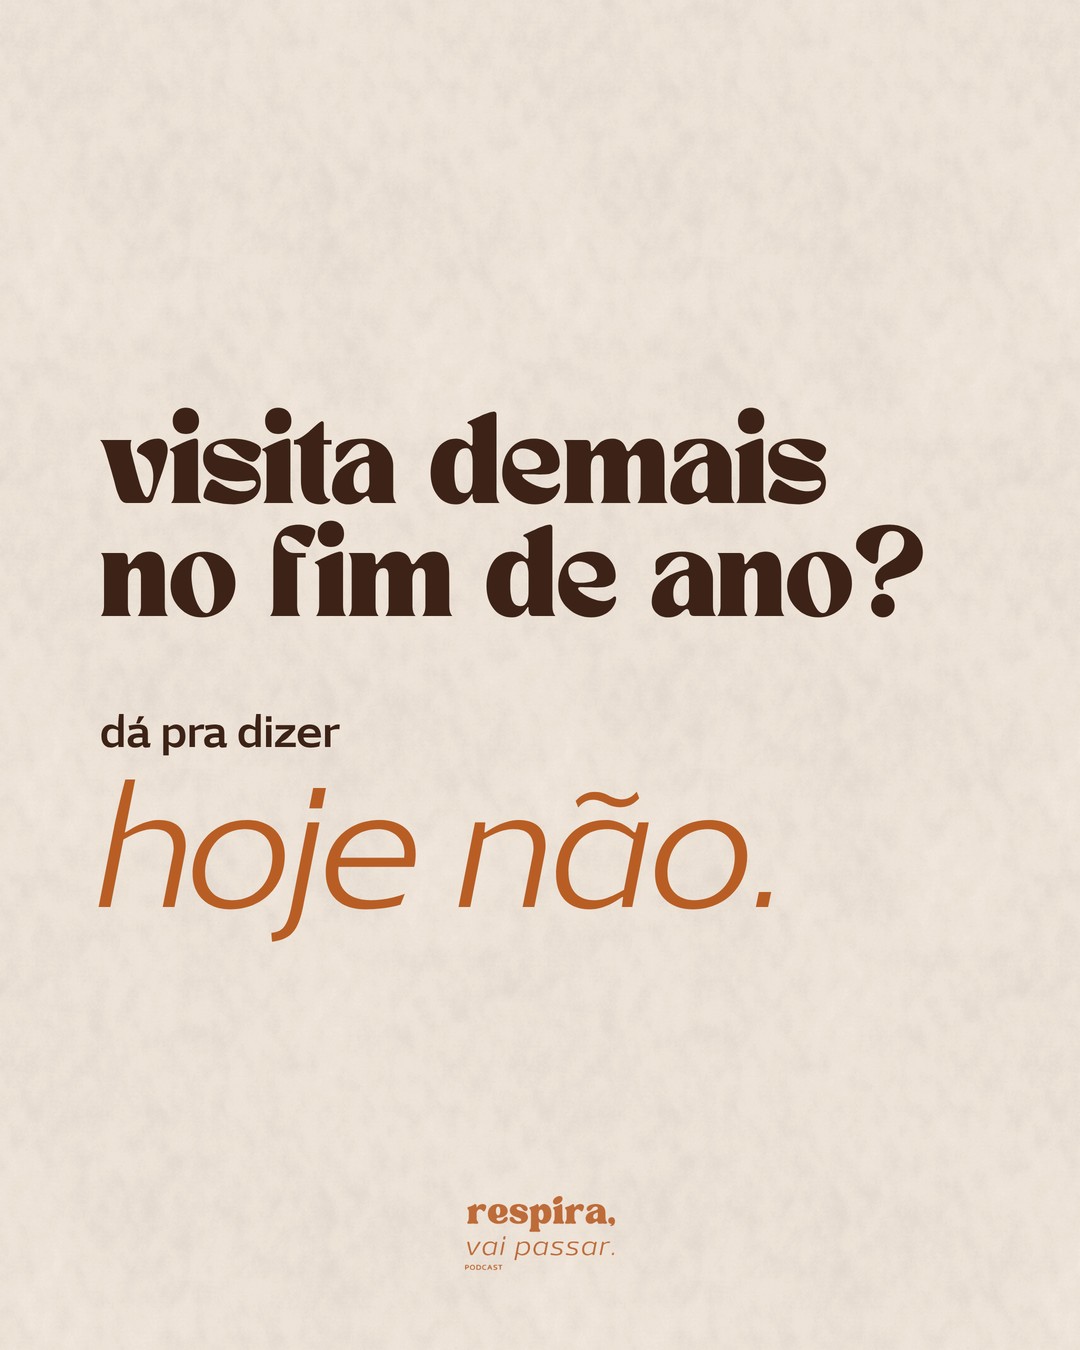 visita demais
no fim de ano?
dá pra dizer
hoje não.
respira,
vai passar.
PODCAST